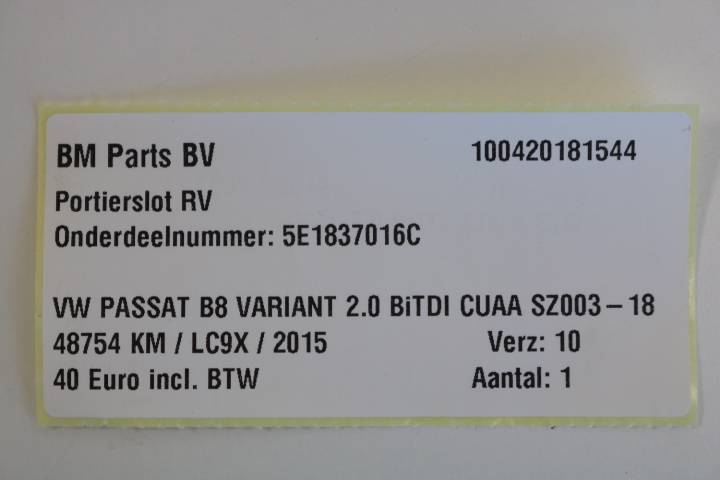 BM Parts BV 100420181544
Portierslot RV
Onderdeelnummer: 5E1837016C
VW PASSAT B8 VARIANT 2.0 BiTDI CUAA SZ003-18
48754 KM / LC9X / 2015 Verz: 10
40 Euro incl. BTW Aantal: 1